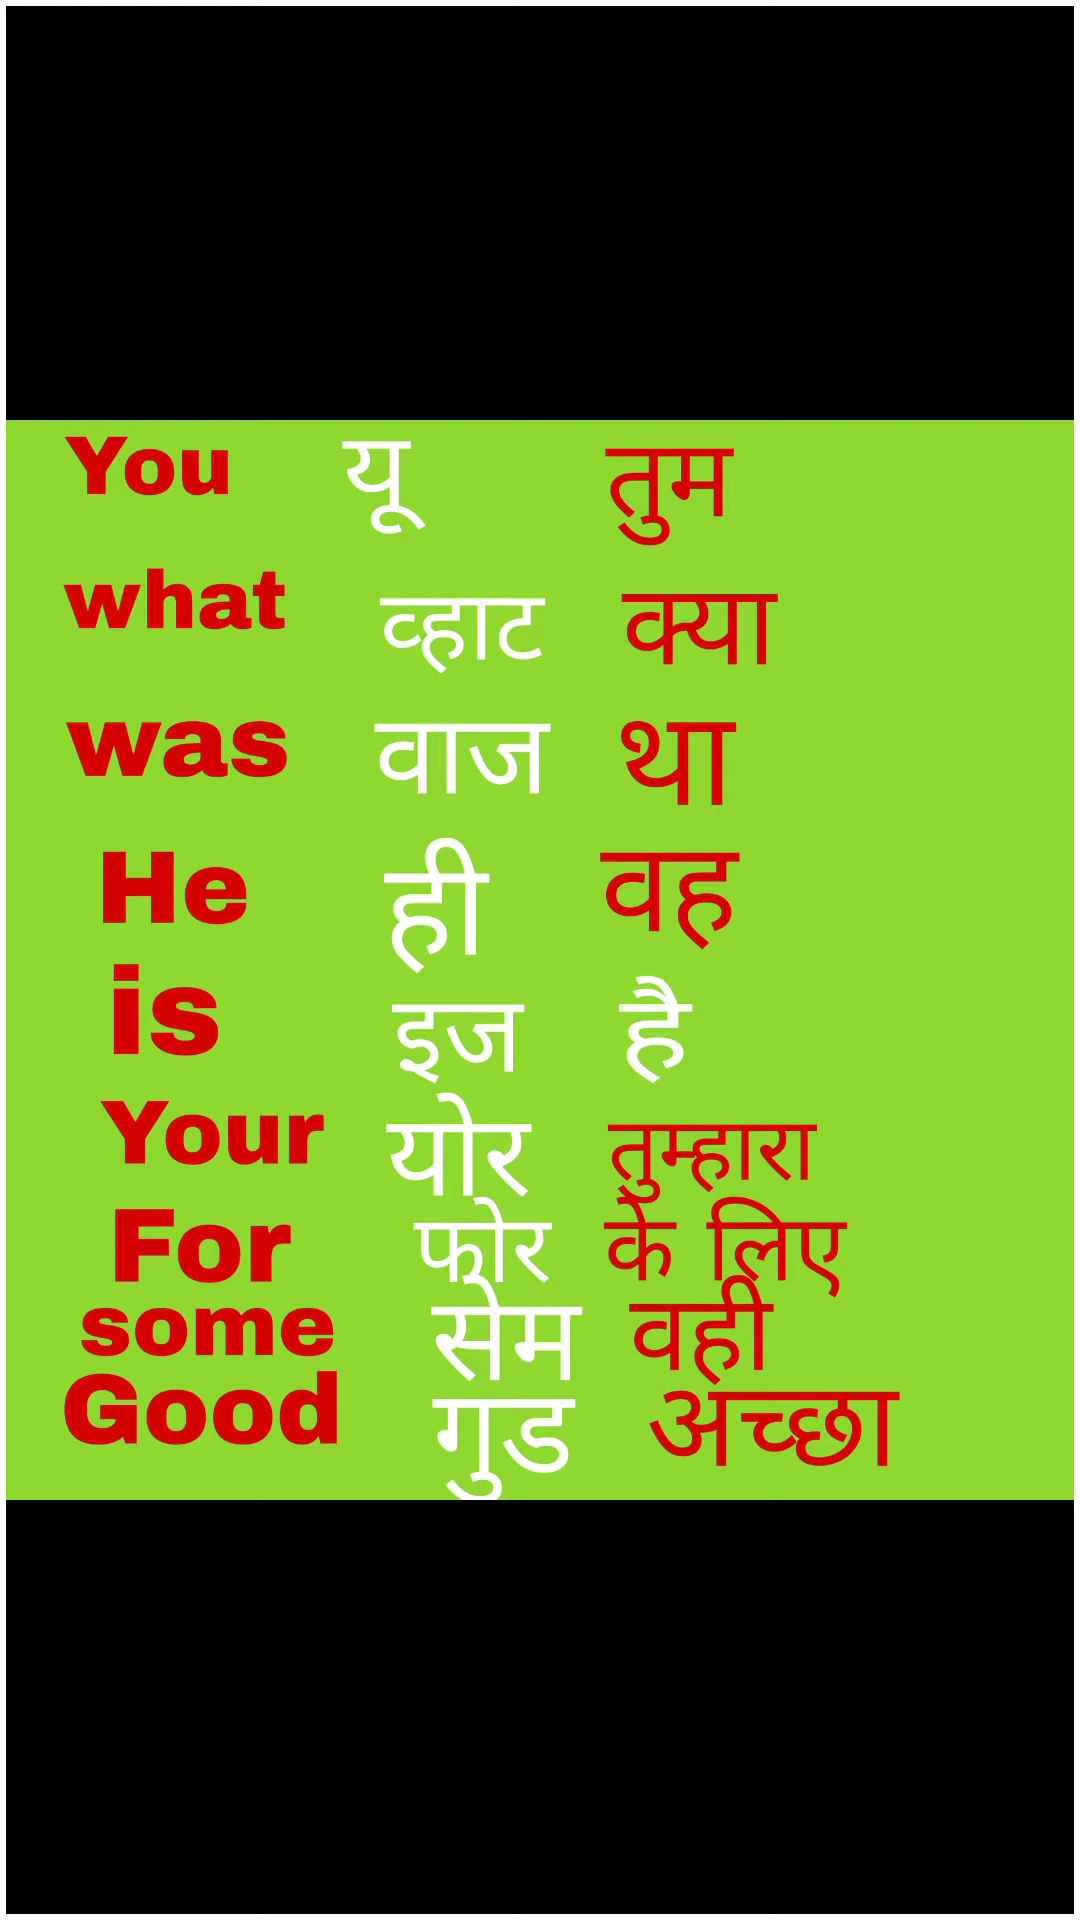 You यू तुम
what व्हाट क्या
was वाज था
He ही वह
is इज है
Your योर तुम्हारा
For फोर के लिए
some सेम वही
Good गुड अच्छा